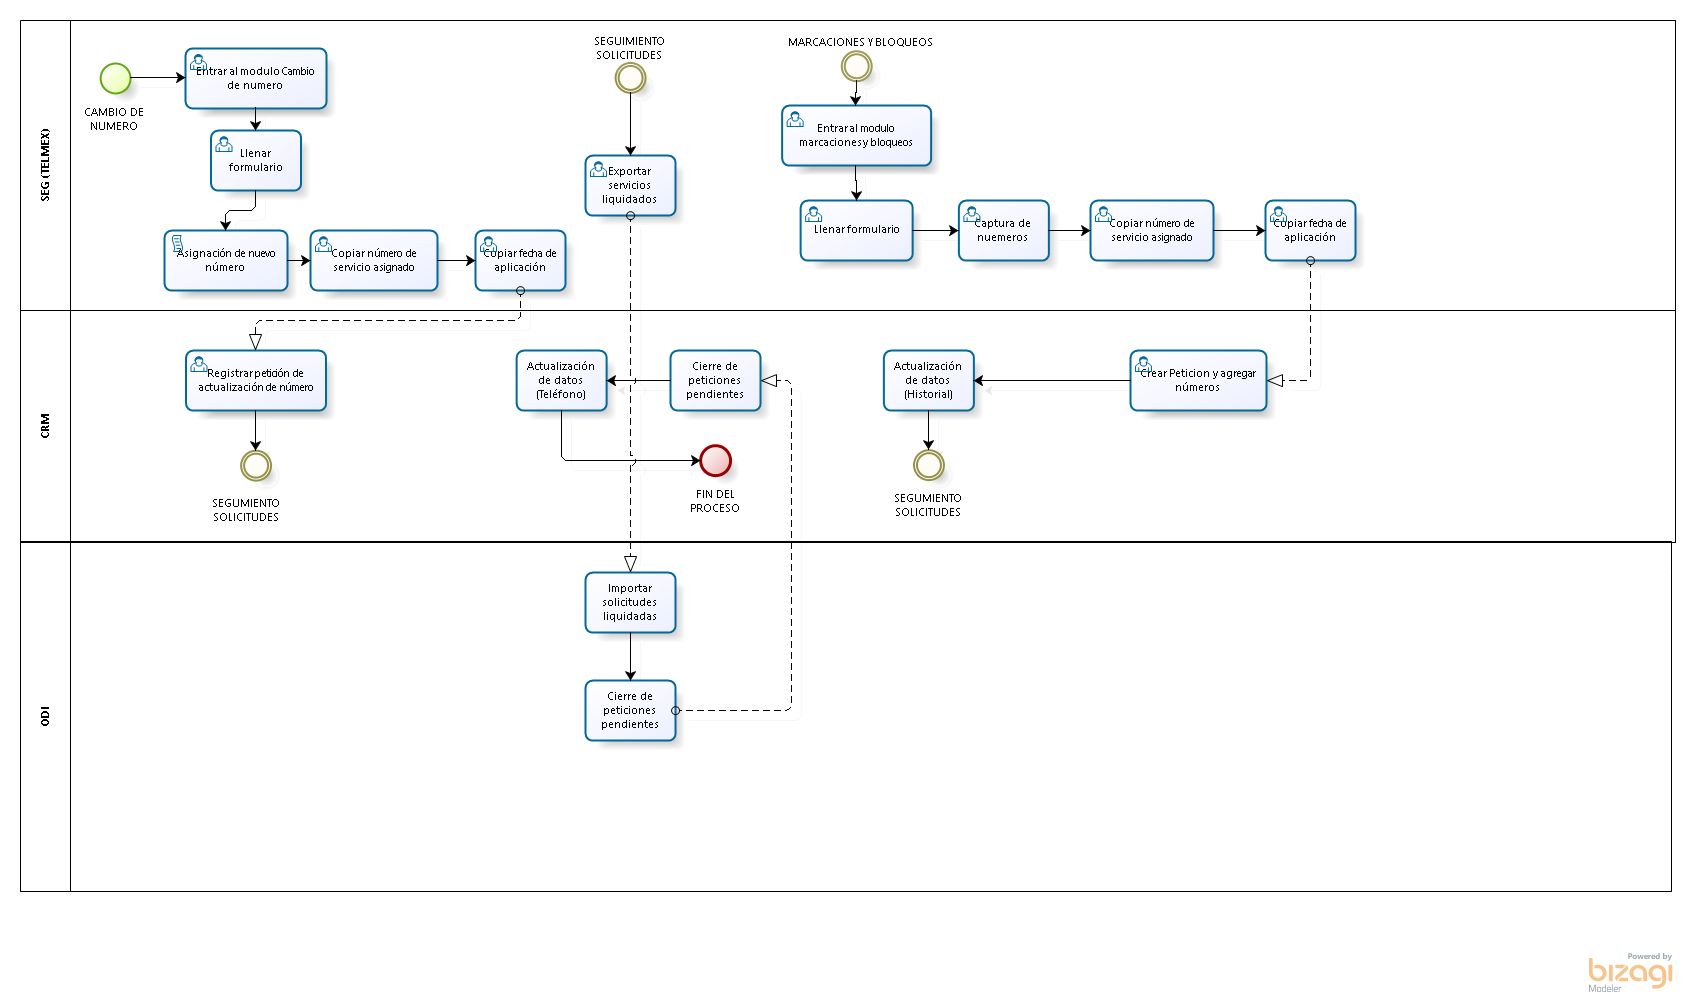 SEG (TELMEX)
CAMBIO DE
NUMERO
Entrar al modulo Cambio
de numero
Llenar
formulario
Asignación de nuevo
número
Copiar número de
servicio asignado
Copiar fecha de
aplicación
SEGUIMIENTO
SOLICITUDES
Exportar
servicios
liquidados
MARCACIONES Y BLOQUEOS
Entrar al modulo
marcaciones y bloqueos
Llenar formulario
Captura de
nuemeros
Copiar número de
servicio asignado
Copiar fecha de
aplicación
CRM
Registrar petición de
actualización de número
SEGUMIENTO
SOLICITUDES
Actualización
de datos
(Teléfono)
Cierre de
peticiones
pendientes
FIN DEL
PROCESO
Actualización
de datos
(Historial)
SEGUMIENTO
SOLICITUDES
Crear Peticion y agregar
números
ODI
Importar
solicitudes
liquidadas
Cierre de
peticiones
pendientes
Powered by
bizagi
Modeler